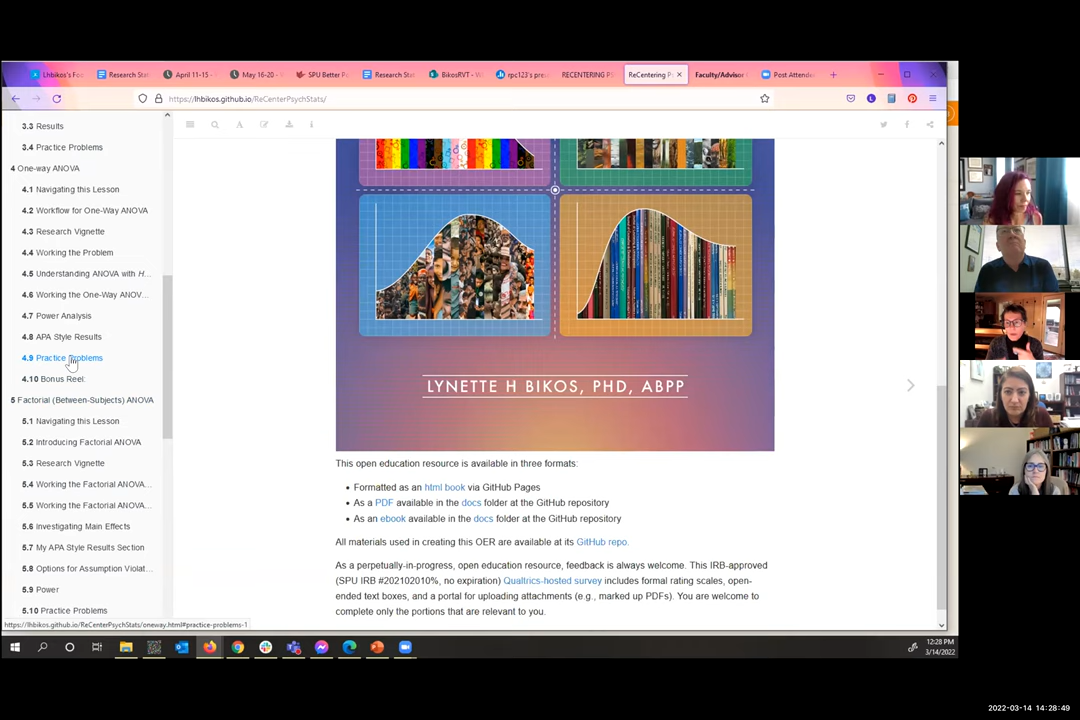 Lhbikos's Fo
Research Stat
April 11-15 -
May 16-20 -
SPU Better P
Research Stat
BikosRVT - W
rpc123's pres
RECENTERING PS
ReCentering Ps
Faculty/Advisor
Post Attende
https://lhbikos.github.io/ReCenterPsychStats/
3.3 Results
3.4 Practice Problems
4 One-way ANOVA
4.1 Navigating this Lesson
4.2 Workflow for One-Way ANOVA
4.3 Research Vignette
4.4 Working the Problem
4.5 Understanding ANOVA with H...
4.6 Working the One-Way ANOV...
4.7 Power Analysis
4.8 APA Style Results
4.9 Practice Problems
4.10 Bonus Reel:
5 Factorial (Between-Subjects) ANOVA
5.1 Navigating this Lesson
5.2 Introducing Factorial ANOVA
5.3 Research Vignette
5.4 Working the Factorial ANOVA...
5.5 Working the Factorial ANOVA...
5.6 Investigating Main Effects
5.7 My APA Style Results Section
5.8 Options for Assumption Violat...
5.9 Power
5.10 Practice Problems
https://lhbikos.github.io/ReCenterPsychStats/oneway.html#practice-problems-1
LYNETTE H BIKOS, PHD, ABPP
This open education resource is available in three formats:
• Formatted as an html book via GitHub Pages
• As a PDF available in the docs folder at the GitHub repository
• As an ebook available in the docs folder at the GitHub repository
All materials used in creating this OER are available at its GitHub repo.
As a perpetually-in-progress, open education resource, feedback is always welcome. This IRB-approved
(SPU IRB #202102010%, no expiration) Qualtrics-hosted survey includes formal rating scales, open-
ended text boxes, and a portal for uploading attachments (e.g., marked up PDFs). You are welcome to
complete only the portions that are relevant to you.
12:28 PM
3/14/2022
2022-03-14 14:28:49